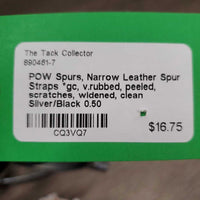 The Tack Collector
890481-7
POW Spurs, Narrow Leather Spur
Straps *gc, v.rubbed, peeled,
scratches, widened, clean
Silver/Black 0.50
CQ3VQ7
$16.75